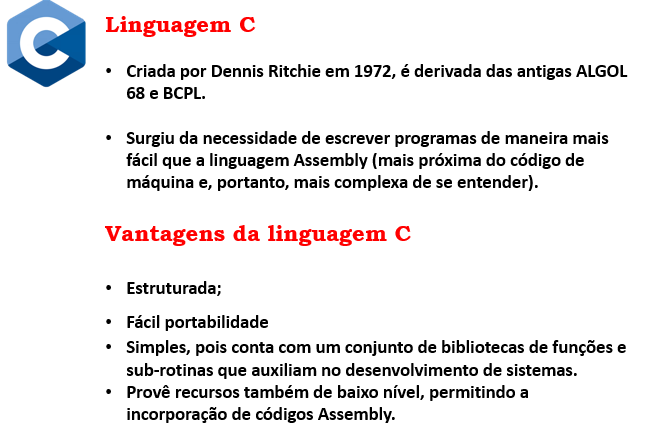 C
Linguagem C
• Criada por Dennis Ritchie em 1972, é derivada das antigas ALGOL
68 e BCPL.
• Surgiu da necessidade de escrever programas de maneira mais
fácil que a linguagem Assembly (mais próxima do código de
máquina e, portanto, mais complexa de se entender).
Vantagens da linguagem C
• Estruturada;
• Fácil portabilidade
• Simples, pois conta com um conjunto de bibliotecas de funções e
sub-rotinas que auxiliam no desenvolvimento de sistemas.
• Provê recursos também de baixo nível, permitindo a
incorporação de códigos Assembly.